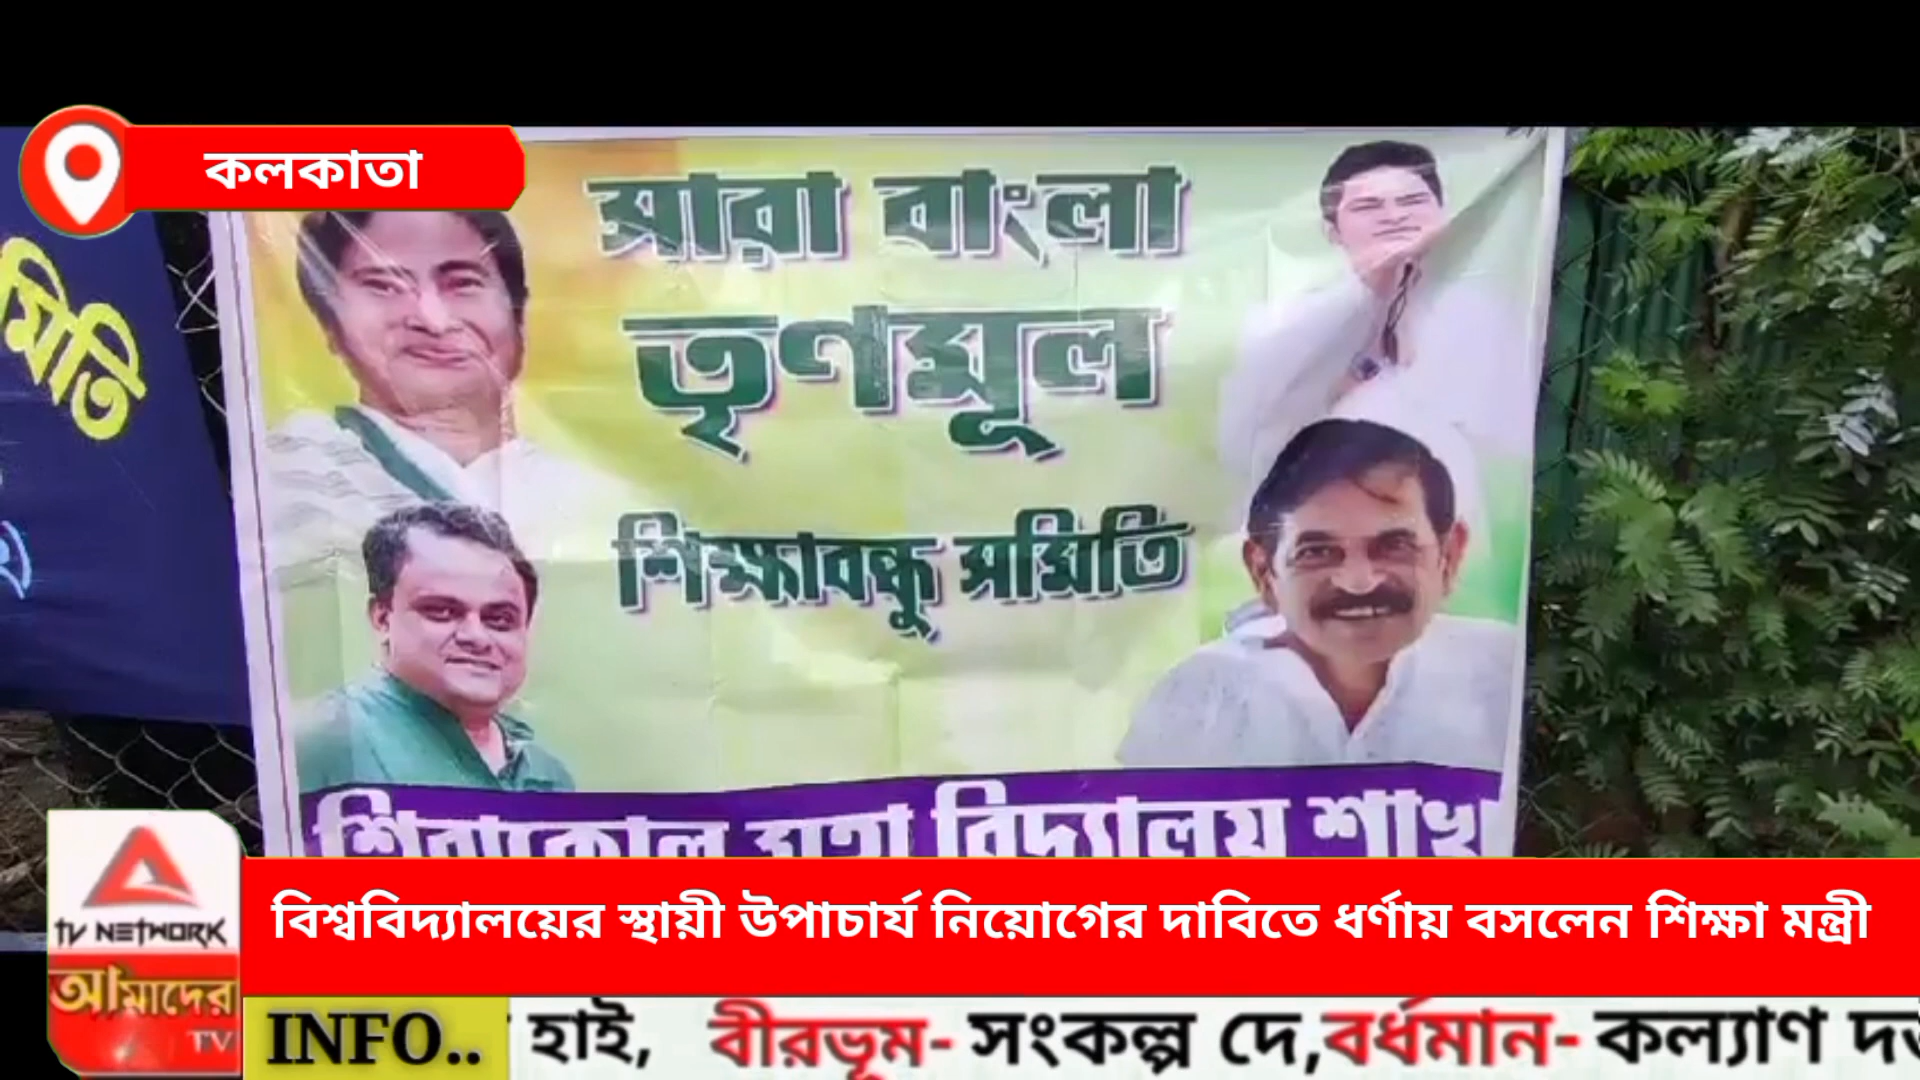 কলকাতা
সারা বাংলা
তৃণমূল
শিক্ষাবন্ধু সমিতি
মিতি
শিরাকোল মহা বিদ্যালয় শাখা
TV NETWORK
আমাদের
TV
বিশ্ববিদ্যালয়ের স্থায়ী উপাচার্য নিয়োগের দাবিতে ধর্ণায় বসলেন শিক্ষা মন্ত্রী
INFO.. হাই, বীরভূম- সংকল্প দে,বর্ধমান- কল্যাণ